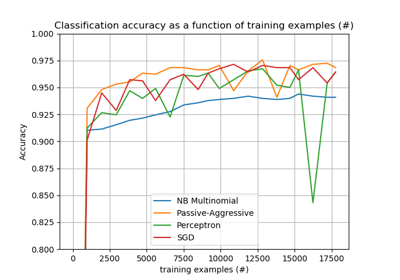 Classification accuracy as a function of training examples (#)
1.000
0.975
0.950
0.925
0.900
0.875
0.850
0.825
0.800
Accuracy
NB Multinomial
Passive-Aggressive
Perceptron
SGD
0 2500 5000 7500 10000 12500 15000 17500
training examples (#)